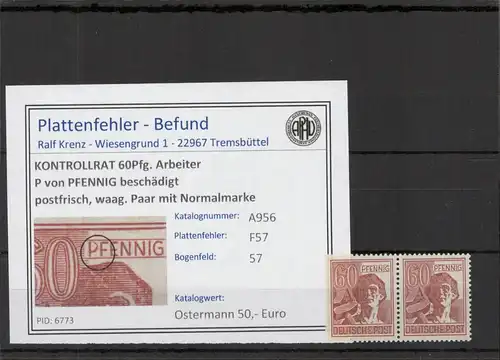 Plattenfehler - Befund
Ralf Krenz - Wiesengrund 1 - 22967 Tremsbüttel
KONTROLLRAT 60Pfg. Arbeiter
P von PFENNIG beschädigt
postfrisch, waag. Paar mit Normalmarke
Katalognummer: A956
Plattenfehler: F57
Bogenfeld: 57
Katalogwert:
Ostermann 50,- Euro
60 PFENNIG
PID: 6773
60 PFENNIG
DEUTSCHE POST
60 PFENNIG
DEUTSCHE POST